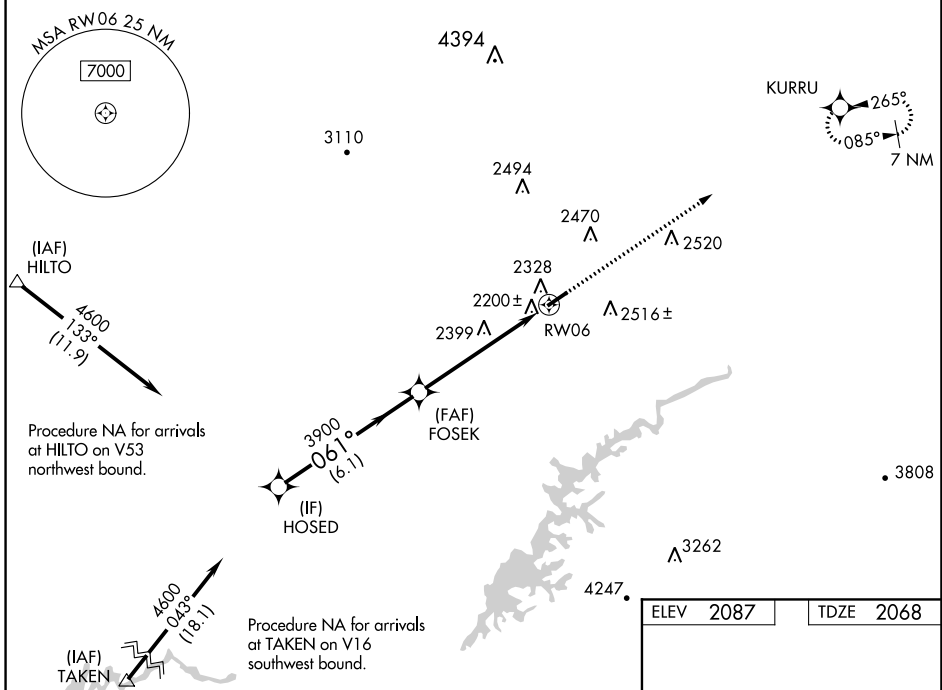 MSA RW06 25 NM
7000
4394
3110
KURRU
265°
085°
7 NM
2494
2470
2520
(IAF)
HILTO
4600
133°
(11.9)
2328
2200±
2516±
2399
RW06
Procedure NA for arrivals
at HILTO on V53
northwest bound.
(FAF)
FOSEK
3900
061°
(6.1)
(IF)
HOSED
3808
3262
4247
4600
043°
(18.1)
(IAF)
TAKEN
Procedure NA for arrivals
at TAKEN on V16
southwest bound.
ELEV 2087
TDZE 2068